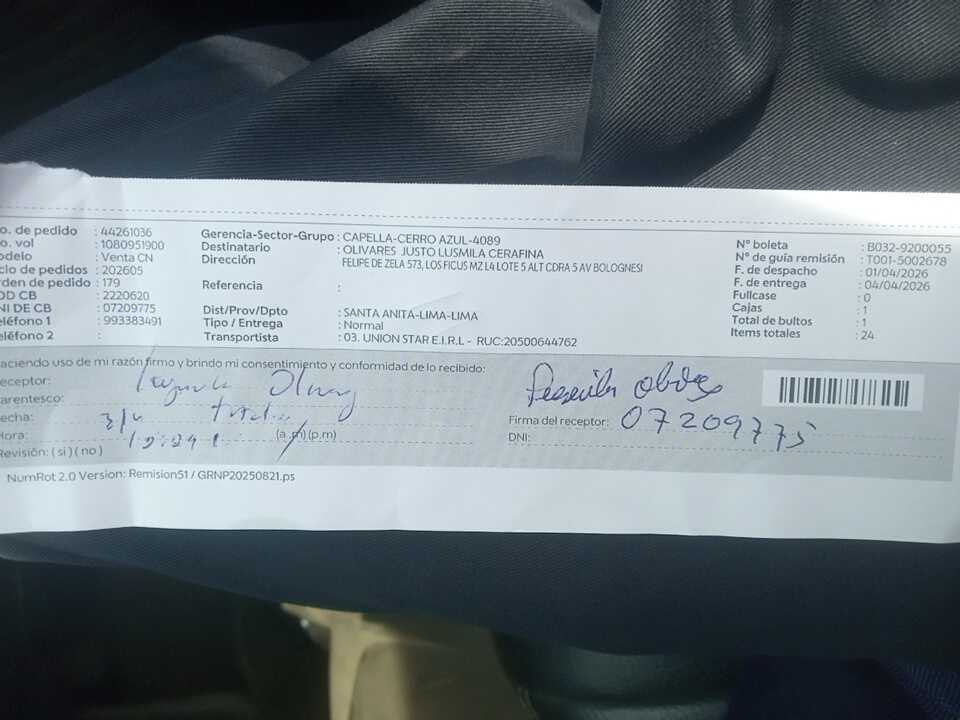 o. de pedido : 44261036
o. vol : 1080951900
odelo : Venta CN
clo de pedidos : 202605
rden de pedido : 179
OD CB : 2220620
NI DE CB : 07209775
eléfono 1 : 993383491
eléfono 2 :
Gerencia-Sector-Grupo : CAPELLA-CERRO AZUL-4089
Destinatario : OLIVARES JUSTO LUSMILA CERAFINA
Dirección FELIPE DE ZELA 573, LOS FICUS MZ L4 LOTE 5 ALT CDRA 5 AV BOLOGNESI
Referencia :
Dist/Prov/Dpto : SANTA ANITA-LIMA-LIMA
Tipo / Entrega : Normal
Transportista : 03. UNION STAR E.I.R.L - RUC:20500644762
N° boleta : B032-9200055
N° de guía remisión : T001-5002678
F. de despacho : 01/04/2026
F. de entrega : 04/04/2026
Fullcase : 0
Cajas : 1
Total de bultos : 1
Items totales : 24
aciendo uso de mi razón firmo y brindo mi consentimiento y conformidad de lo recibido:
eceptor:
arentesco:
echa: 3/4
ora: (a.m)(p.m)
Revisión: ( si ) ( no )
Firma del receptor: 07209775
DNI:
NumRot 2.0 Version: Remision51 / GRNP20250821.ps